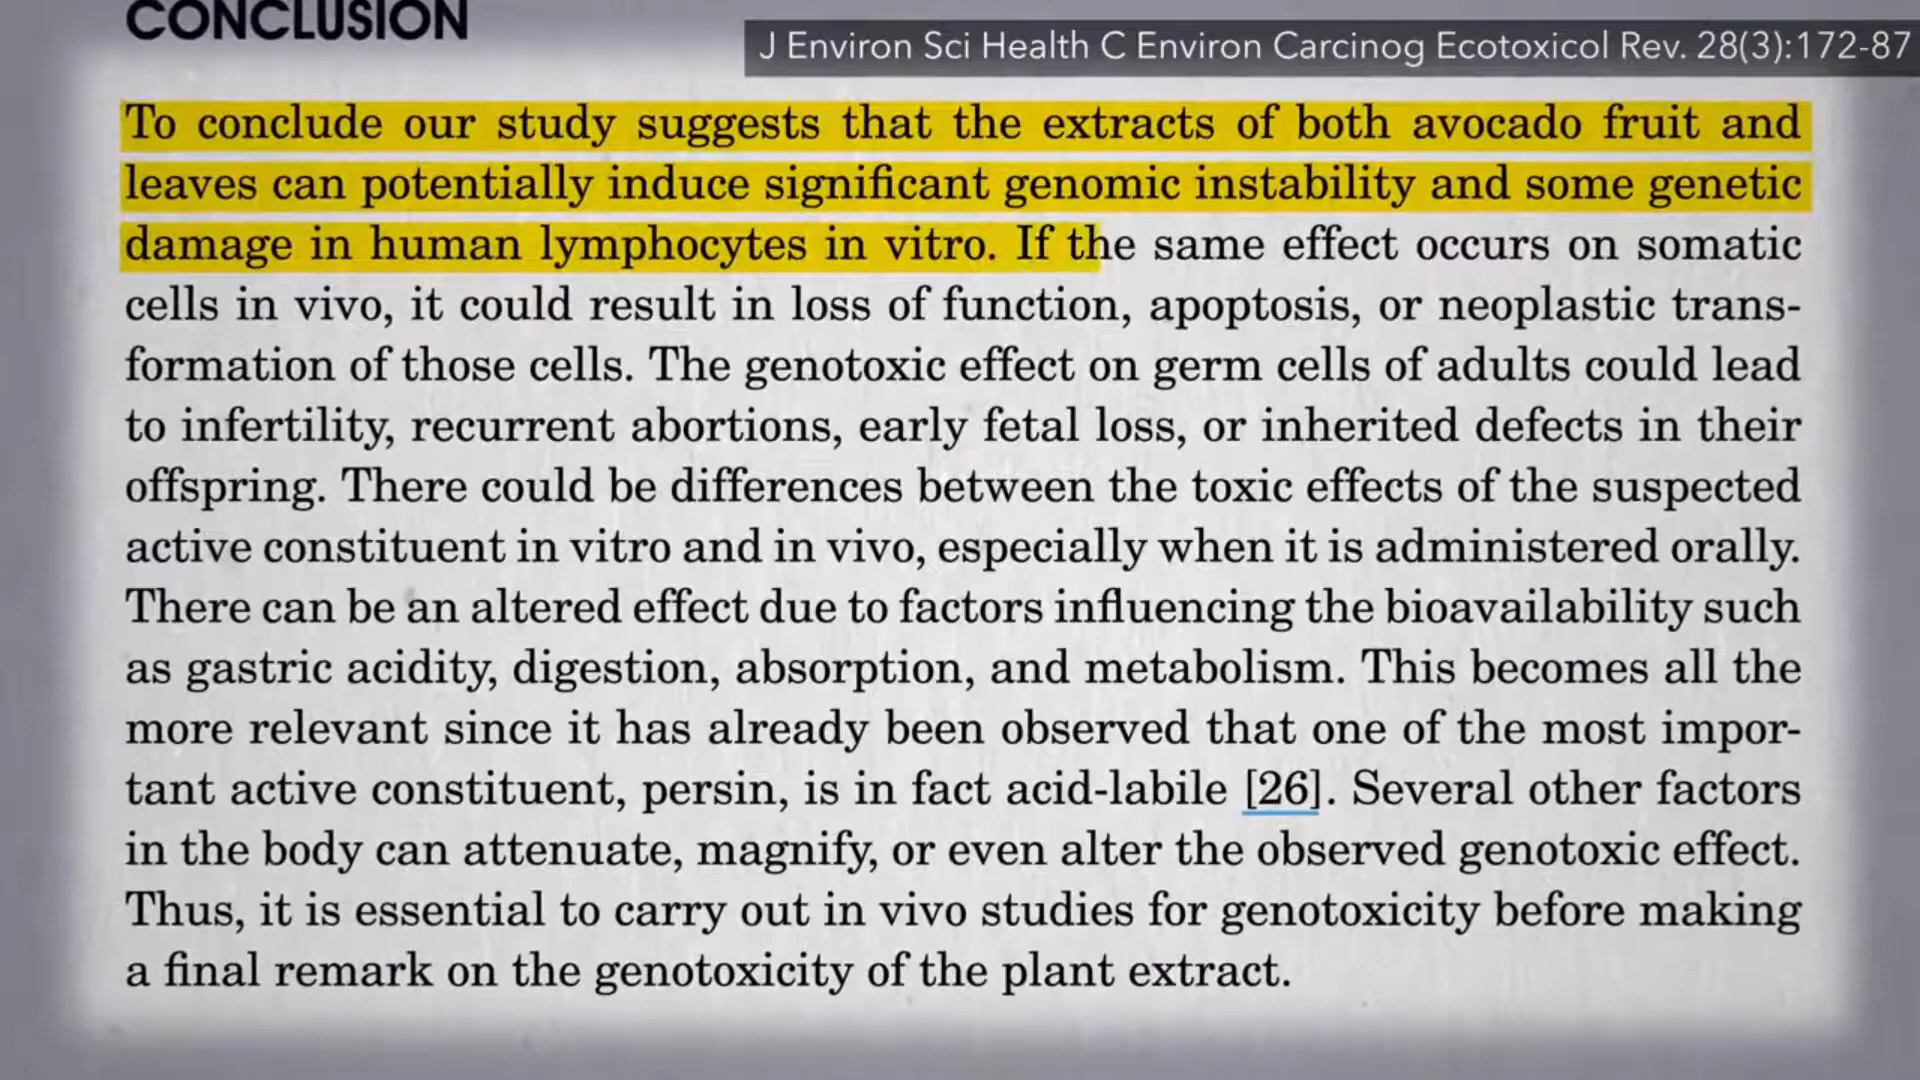 CONCLUSION
J Environ Sci Health C Environ Carcinog Ecotoxicol Rev. 28(3):172-87
To conclude our study suggests that the extracts of both avocado fruit and
leaves can potentially induce significant genomic instability and some genetic
damage in human lymphocytes in vitro. If the same effect occurs on somatic
cells in vivo, it could result in loss of function, apoptosis, or neoplastic trans-
formation of those cells. The genotoxic effect on germ cells of adults could lead
to infertility, recurrent abortions, early fetal loss, or inherited defects in their
offspring. There could be differences between the toxic effects of the suspected
active constituent in vitro and in vivo, especially when it is administered orally.
There can be an altered effect due to factors influencing the bioavailability such
as gastric acidity, digestion, absorption, and metabolism. This becomes all the
more relevant since it has already been observed that one of the most impor-
tant active constituent, persin, is in fact acid-labile [26]. Several other factors
in the body can attenuate, magnify, or even alter the observed genotoxic effect.
Thus, it is essential to carry out in vivo studies for genotoxicity before making
a final remark on the genotoxicity of the plant extract.